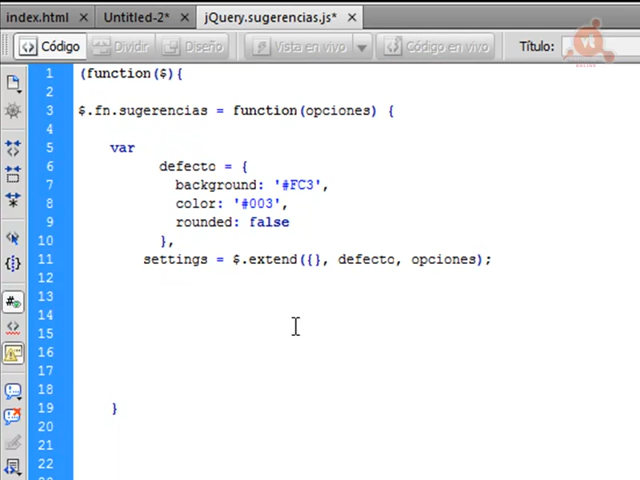 index.html × Untitled-2* × jQuery.sugerencias.js* ×
Código Dividir Diseño Vista en vivo Código en vivo Título:
1 (function($){
2
3 $.fn.sugerencias = function(opciones) {
4
5 var
6 defecto = {
7 background: '#FC3',
8 color: '#003',
9 rounded: false
10 },
11 settings = $.extend({}, defecto, opciones);
12
13
14
15
16
17
18
19 }
20
21
22